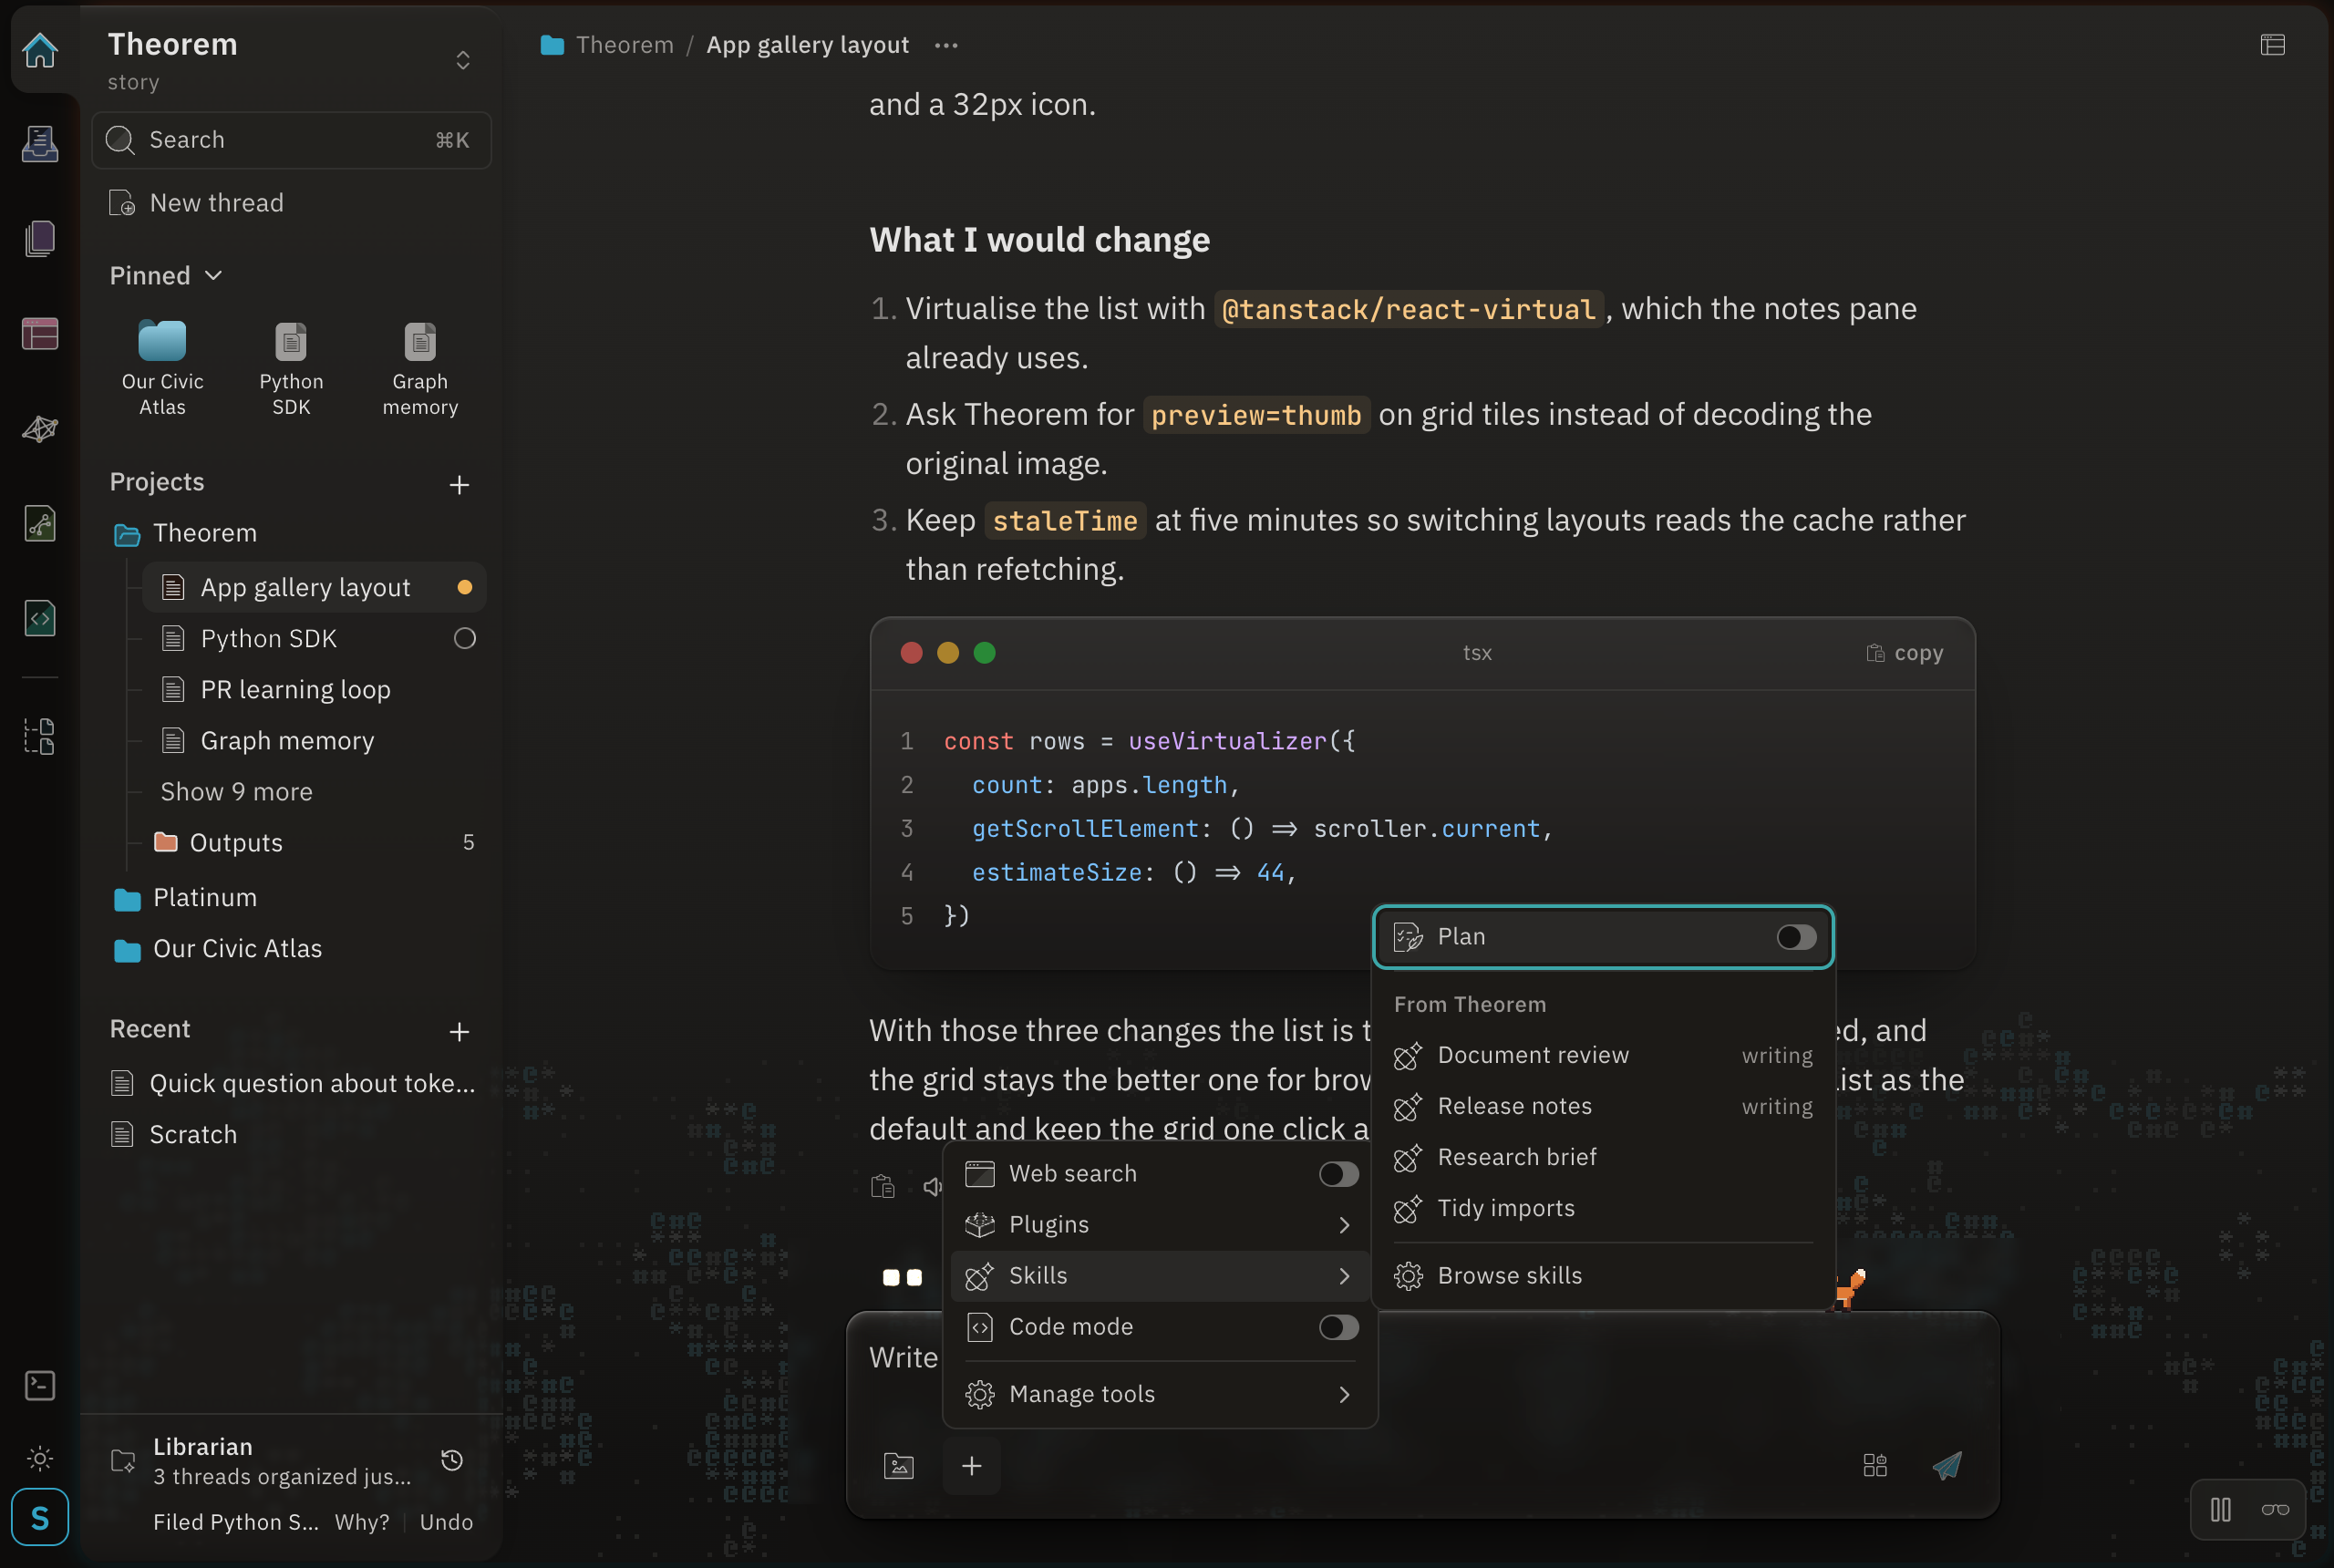 Theorem
story
Search ⌘K
New thread
Pinned
Our Civic Atlas
Python SDK
Graph memory
Projects
Theorem
App gallery layout
Python SDK
PR learning loop
Graph memory
Show 9 more
Outputs 5
Platinum
Our Civic Atlas
Recent
Quick question about toke...
Scratch
Librarian
3 threads organized jus...
Filed Python S... Why? Undo
S
Theorem / App gallery layout ...
and a 32px icon.
What I would change
1. Virtualise the list with @tanstack/react-virtual, which the notes pane
already uses.
2. Ask Theorem for preview=thumb on grid tiles instead of decoding the
original image.
3. Keep staleTime at five minutes so switching layouts reads the cache rather
than refetching.
tsx copy
1 const rows = useVirtualizer({
2 count: apps.length,
3 getScrollElement: () => scroller.current,
4 estimateSize: () => 44,
5 })
With those three changes the list is
the grid stays the better one for as the
default and keep the grid one click
and
Plan
From Theorem
Document review writing
Release notes writing
Research brief
Tidy imports
Browse skills
Web search
Plugins
Skills
Code mode
Manage tools
Write